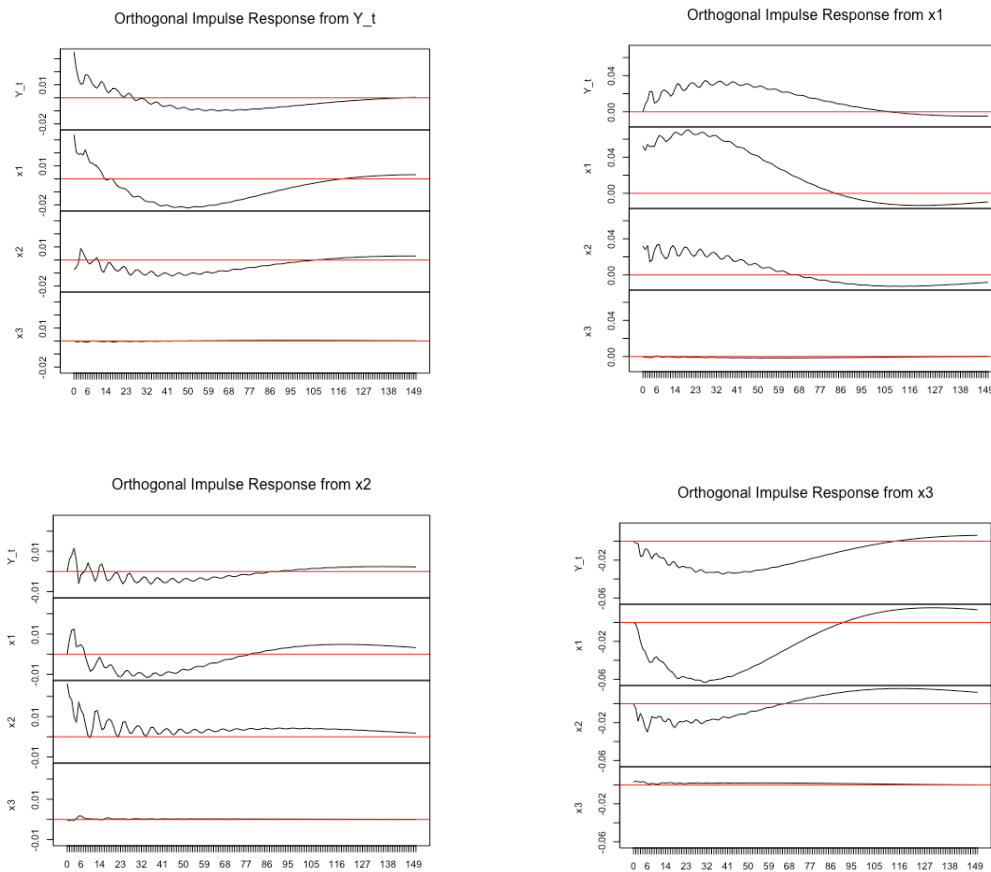 Orthogonal Impulse Response from Y_t
Y_t
0.01
-0.02
x1
0.01
-0.02
x2
0.01
-0.02
x3
0.01
-0.02
0 6 14 23 32 41 50 59 68 77 86 95 105 116 127 138 149
Orthogonal Impulse Response from x1
Y_t
0.04
0.00
x1
0.04
0.00
x2
0.04
0.00
x3
0.04
0.00
0 6 14 23 32 41 50 59 68 77 86 95 105 116 127 138 149
Orthogonal Impulse Response from x2
Y_t
0.01
-0.01
x1
0.01
-0.01
x2
0.01
-0.01
x3
0.01
-0.01
0 6 14 23 32 41 50 59 68 77 86 95 105 116 127 138 149
Orthogonal Impulse Response from x3
Y_t
-0.02
-0.06
x1
-0.02
-0.06
x2
-0.02
-0.06
x3
-0.02
-0.06
0 6 14 23 32 41 50 59 68 77 86 95 105 116 127 138 149